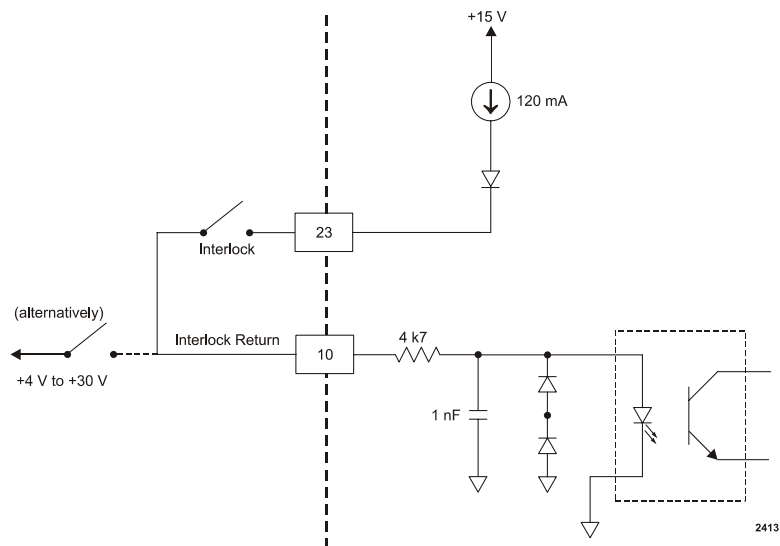 +15 V
120 mA
23
Interlock
(alternatively)
Interlock Return
10
4 k7
+4 V to +30 V
1 nF
2413